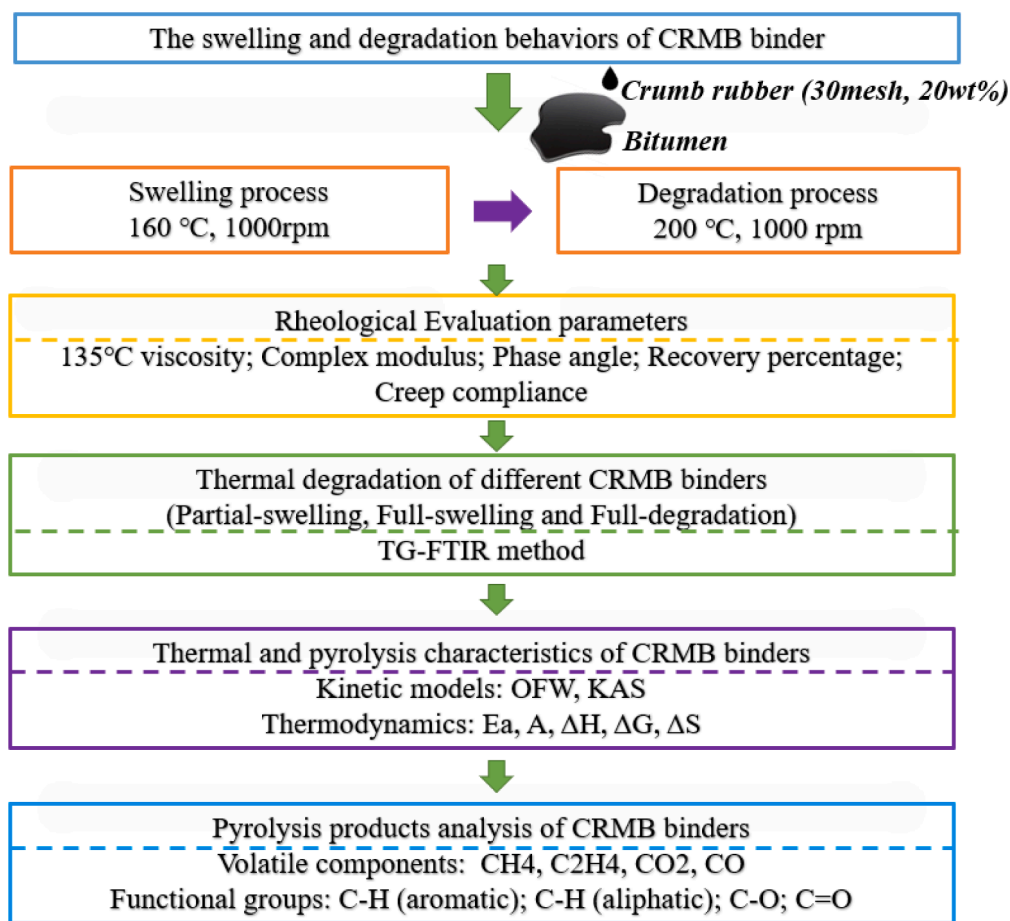 The swelling and degradation behaviors of CRMB binder
Crumb rubber (30mesh, 20wt%)
Bitumen
Swelling process
160 ℃, 1000rpm
Degradation process
200 ℃, 1000 rpm
Rheological Evaluation parameters
135℃ viscosity; Complex modulus; Phase angle; Recovery percentage;
Creep compliance
Thermal degradation of different CRMB binders
(Partial-swelling, Full-swelling and Full-degradation)
TG-FTIR method
Thermal and pyrolysis characteristics of CRMB binders
Kinetic models: OFW, KAS
Thermodynamics: Ea, A, ΔH, ΔG, ΔS
Pyrolysis products analysis of CRMB binders
Volatile components: CH4, C2H4, CO2, CO
Functional groups: C-H (aromatic); C-H (aliphatic); C-O; C=O